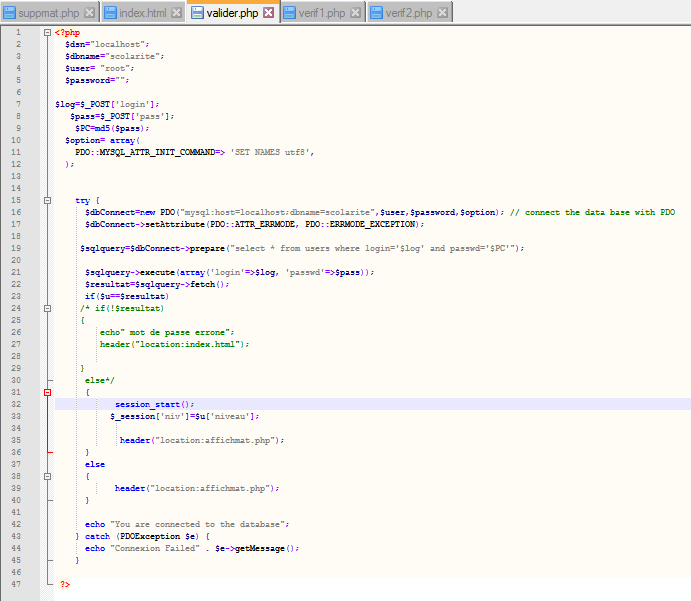 suppmat.php index.html valider.php verif1.php verif2.php
1 <?php
2 $dsn="localhost";
3 $dbname="scolarite";
4 $user= "root";
5 $password="";
6
7 $log=$_POST['login'];
8 $pass=$_POST['pass'];
9 $PC=md5($pass);
10 $option= array(
11 PDO::MYSQL_ATTR_INIT_COMMAND=> 'SET NAMES utf8',
12 );
13
14
15 try {
16 $dbConnect=new PDO("mysql:host=localhost;dbname=scolarite",$user,$password,$option); // connect the data base with PDO
17 $dbConnect->setAttribute(PDO::ATTR_ERRMODE, PDO::ERRMODE_EXCEPTION);
18
19 $sqlquery=$dbConnect->prepare("select * from users where login='$log' and passwd='$PC'");
20
21 $sqlquery->execute(array('login'=>$log, 'passwd'=>$pass));
22 $resultat=$sqlquery->fetch();
23 if($u==$resultat)
24 /* if(!$resultat)
25 {
26 echo" mot de passe errone";
27 header("location:index.html");
28
29 }
30 else*/
31 {
32 session_start();
33 $_session['niv']=$u['niveau'];
34
35 header("location:affichmat.php");
36 }
37 else
38 {
39 header("location:affichmat.php");
40 }
41
42 echo "You are connected to the database";
43 } catch (PDOException $e) {
44 echo "Connexion Failed" . $e->getMessage();
45 }
46
47 ?>